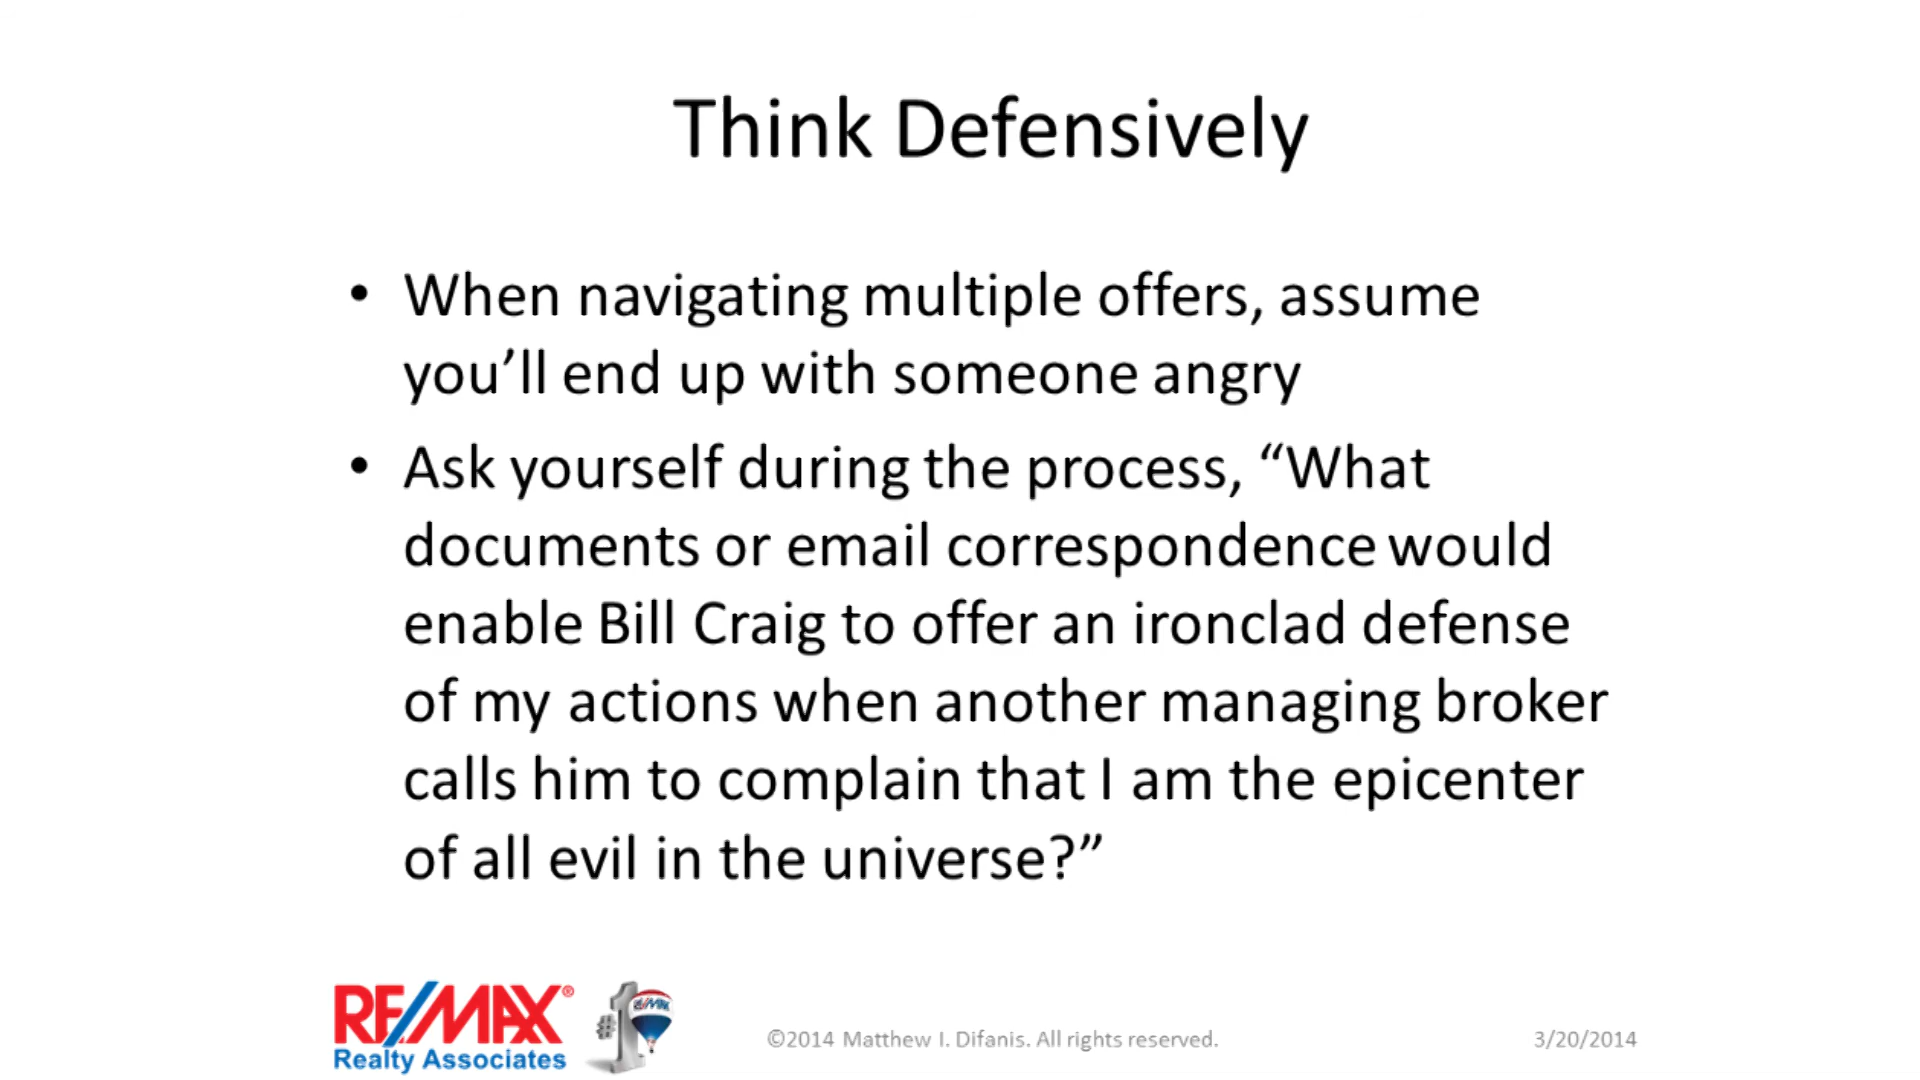 Think Defensively
• When navigating multiple offers, assume
you’ll end up with someone angry
• Ask yourself during the process, “What
documents or email correspondence would
enable Bill Craig to offer an ironclad defense
of my actions when another managing broker
calls him to complain that I am the epicenter
of all evil in the universe?”
RE/MAX®
Realty Associates
#1
RE/MAX
©2014 Matthew I. Difanis. All rights reserved.
3/20/2014